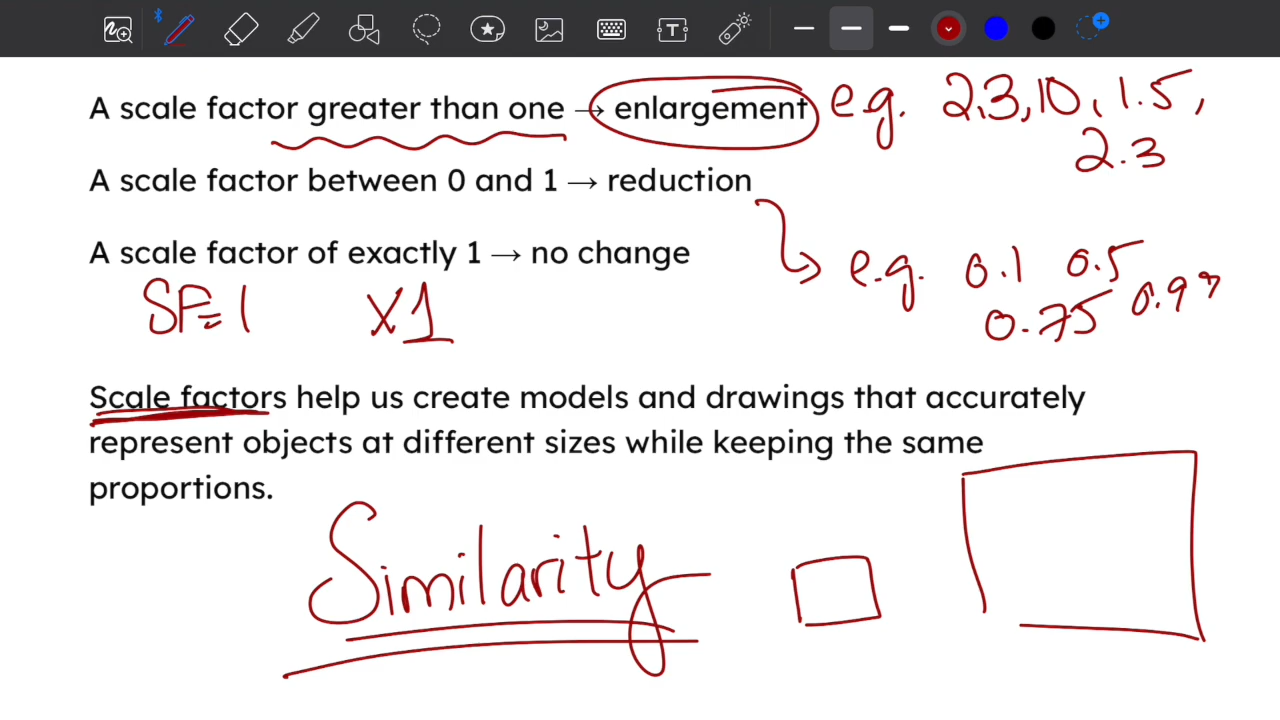 A scale factor greater than one → enlargement e.g. 2,3,10,1.5,
2.3
A scale factor between 0 and 1 → reduction
A scale factor of exactly 1 → no change
e.g. 0.1 0.5
0.75
SF=1 x1
Scale factors help us create models and drawings that accurately
represent objects at different sizes while keeping the same
proportions.
Similarity